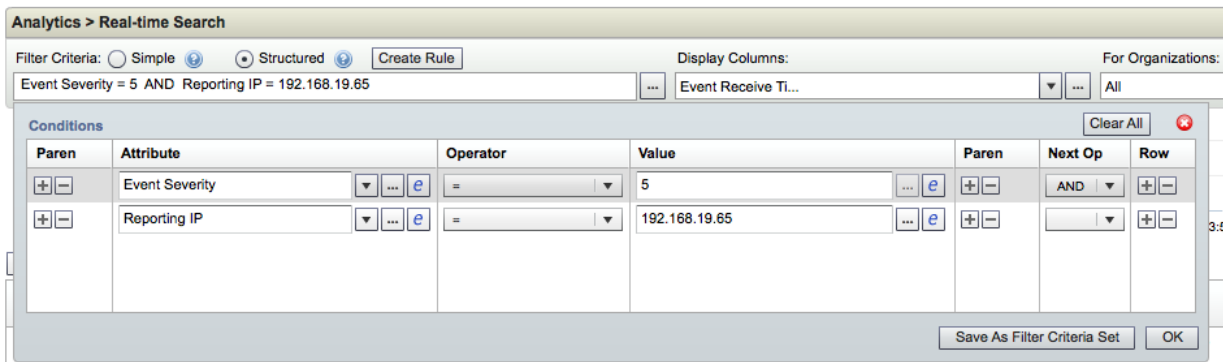 Analytics > Real-time Search
Filter Criteria: Simple Structured Create Rule Display Columns: For Organizations:
Event Severity = 5 AND Reporting IP = 192.168.19.65 ... Event Receive Ti... ... All
Conditions Clear All
Paren Attribute Operator Value Paren Next Op Row
+ - Event Severity ... e = 5 ... e + - AND + -
+ - Reporting IP ... e = 192.168.19.65 ... e + - + -
3:5
Save As Filter Criteria Set OK